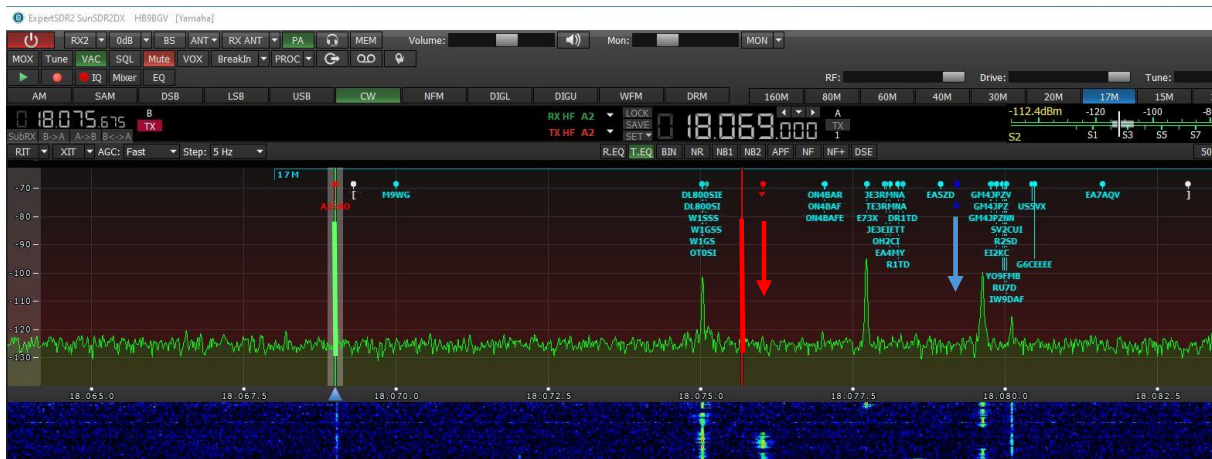 ExpertSDR2 SunSDR2DX HB9BGV [Yamaha]
RX2 0dB BS ANT RX ANT PA MEM Volume: Mon: MON
MOX Tune VAC SQL Mute VOX BreakIn PROC
IQ Mixer EQ RF: Drive: Tune:
AM SAM DSB LSB USB CW NFM DIGL DIGU WFM DRM 160M 80M 60M 40M 30M 20M 17M 15M
18.075.675 B TX RX HF A2 LOCK 18.069.000 A -112.4dBm -120 -100 -8
SubRX B->A A->B B<->A TX HF A2 SAVE SET TX S2 S1 1 S3 S5 S7
RIT XIT AGC: Fast Step: 5 Hz R.EQ T.EQ BIN NR NB1 NB2 APF NF NF+ DSE 50
17M
-70
[ M9WG DL800SIE ON4BAR JE3RMNA EA5ZD GM4JPZV EA7AQV ]
DL800SI ON4BAF TE3RMNA GM4JPZ US5VX
-80
W1SSS ON4BAFE E73X DR1TD GM4JPZNN
W1GSS JE3EIETT SV2CUI
-90
W1GS OH2CI R2SD
OT0SI EA4MY EI2KC
R1TD G6CEEEE
-100
YO9FMB
RU7D
IW9DAF
-110
-120
-130
18.065.0 18.067.5 18.070.0 18.072.5 18.075.0 18.077.5 18.080.0 18.082.5